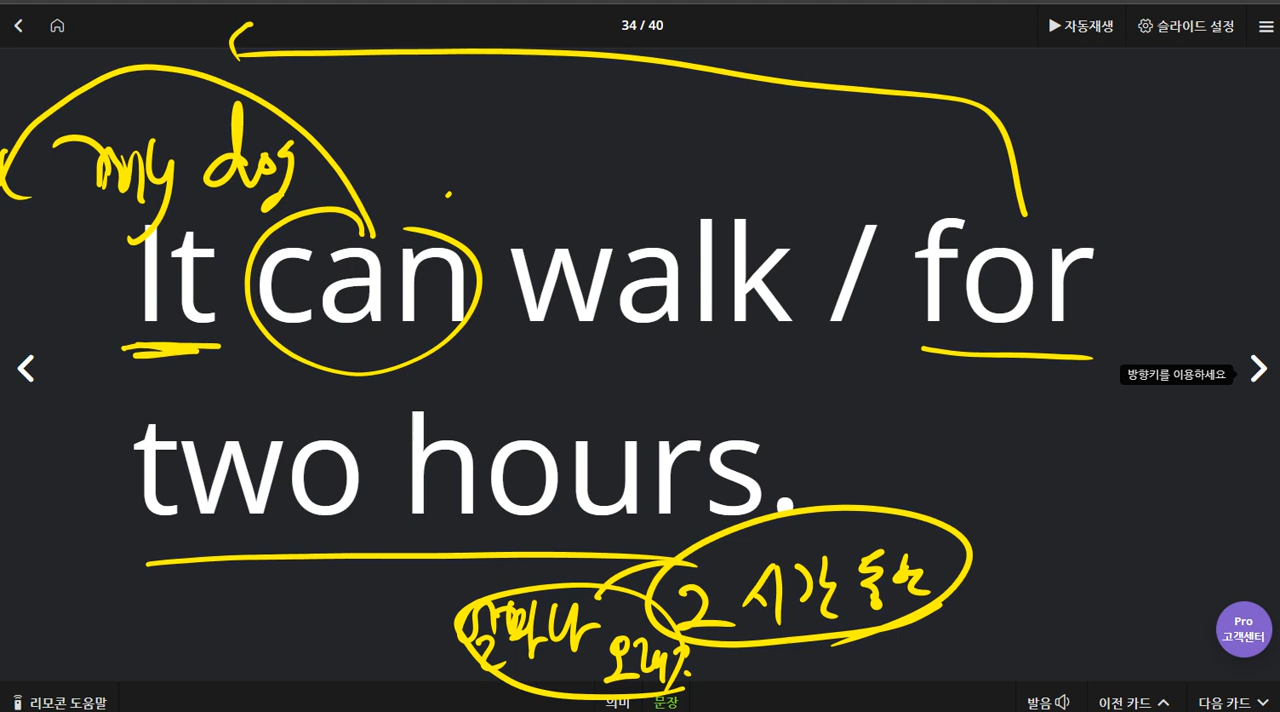 34 / 40
자동재생
슬라이드 설정
my dog
It can walk / for
방향키를 이용하세요
two hours.
2시간 동안
얼마나
오래?
Pro
고객센터
리모콘 도움말
의미
문장
발음
이전 카드
다음 카드